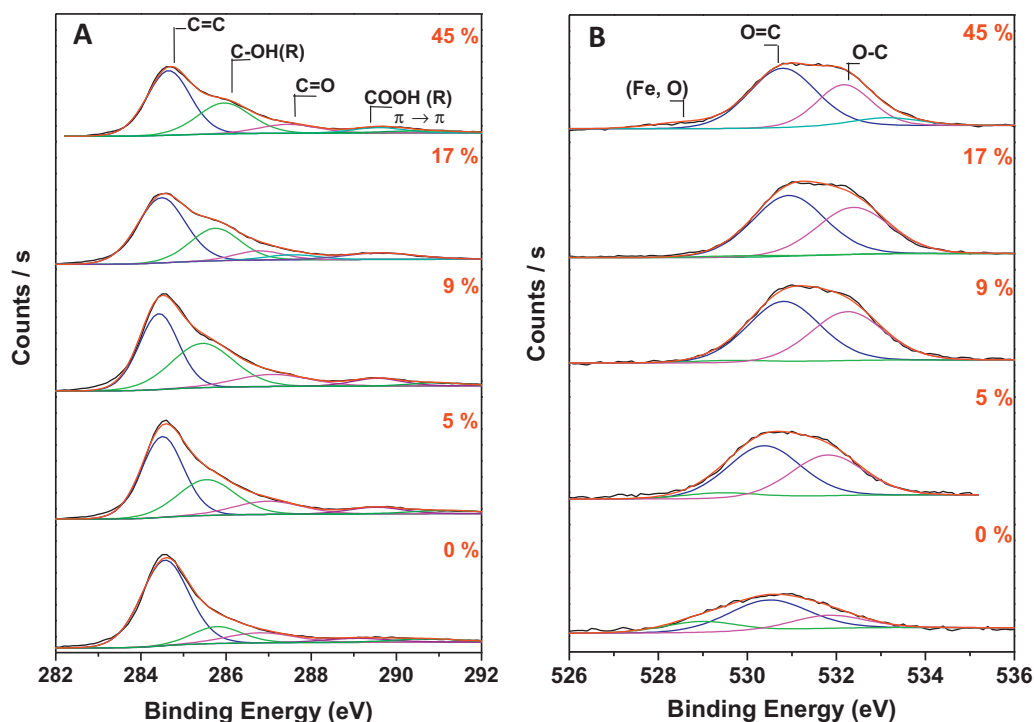 A
C=C
C-OH(R)
C=O
COOH (R)
π → π
45 %
17 %
9 %
5 %
0 %
Counts / s
282 284 286 288 290 292
Binding Energy (eV)
B
O=C
O-C
(Fe, O)
45 %
17 %
9 %
5 %
0 %
Counts / s
526 528 530 532 534 536
Binding Energy (eV)